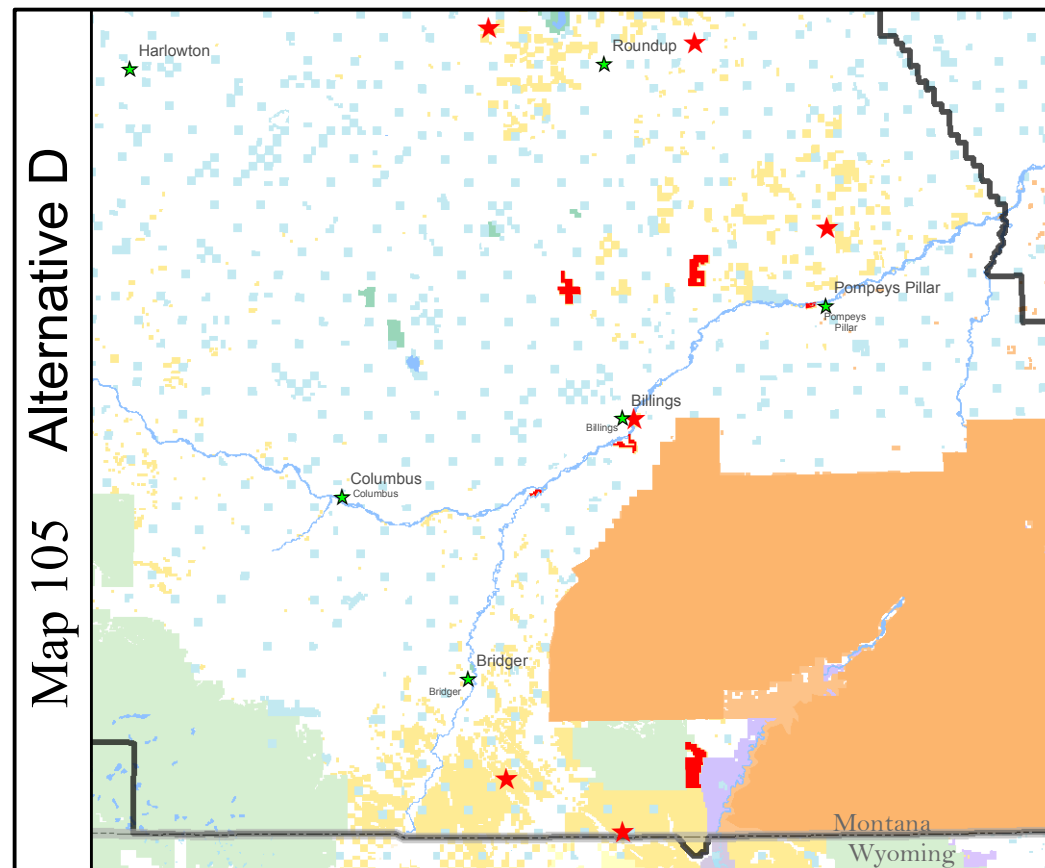 Map 105 Alternative D
Harlowton
Roundup
Pompeys Pillar
Pompeys
Pillar
Billings
Billings
Columbus
Columbus
Bridger
Bridger
Montana
Wyoming